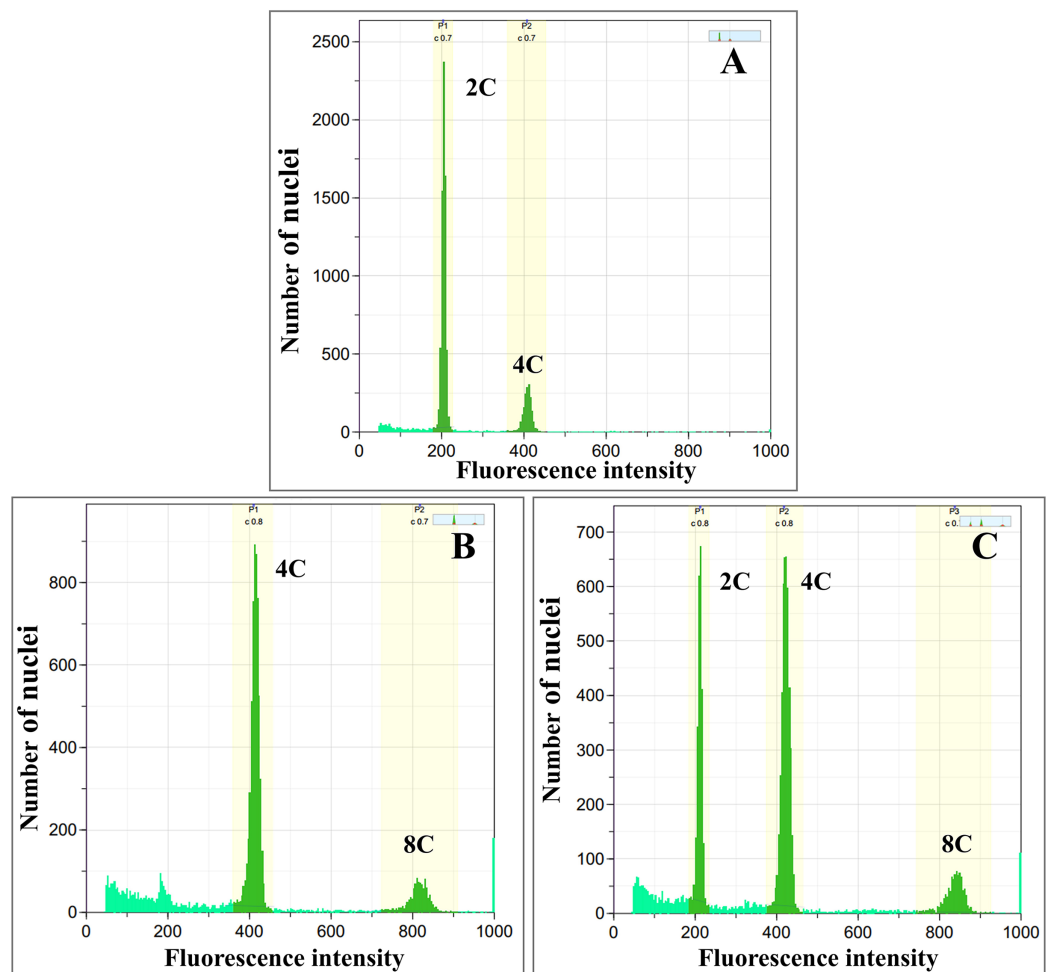 P1
c 0.7
P2
c 0.7
A
2C
4C
Number of nuclei
2500
2000
1500
1000
500
0
0 200 400 600 800 1000
Fluorescence intensity
P1
c 0.8
P2
c 0.7
B
4C
8C
Number of nuclei
800
600
400
200
0
0 200 400 600 800 1000
Fluorescence intensity
P1
c 0.8
P2
c 0.8
P3
C
2C
4C
8C
Number of nuclei
700
600
500
400
300
200
100
0
0 200 400 600 800 1000
Fluorescence intensity